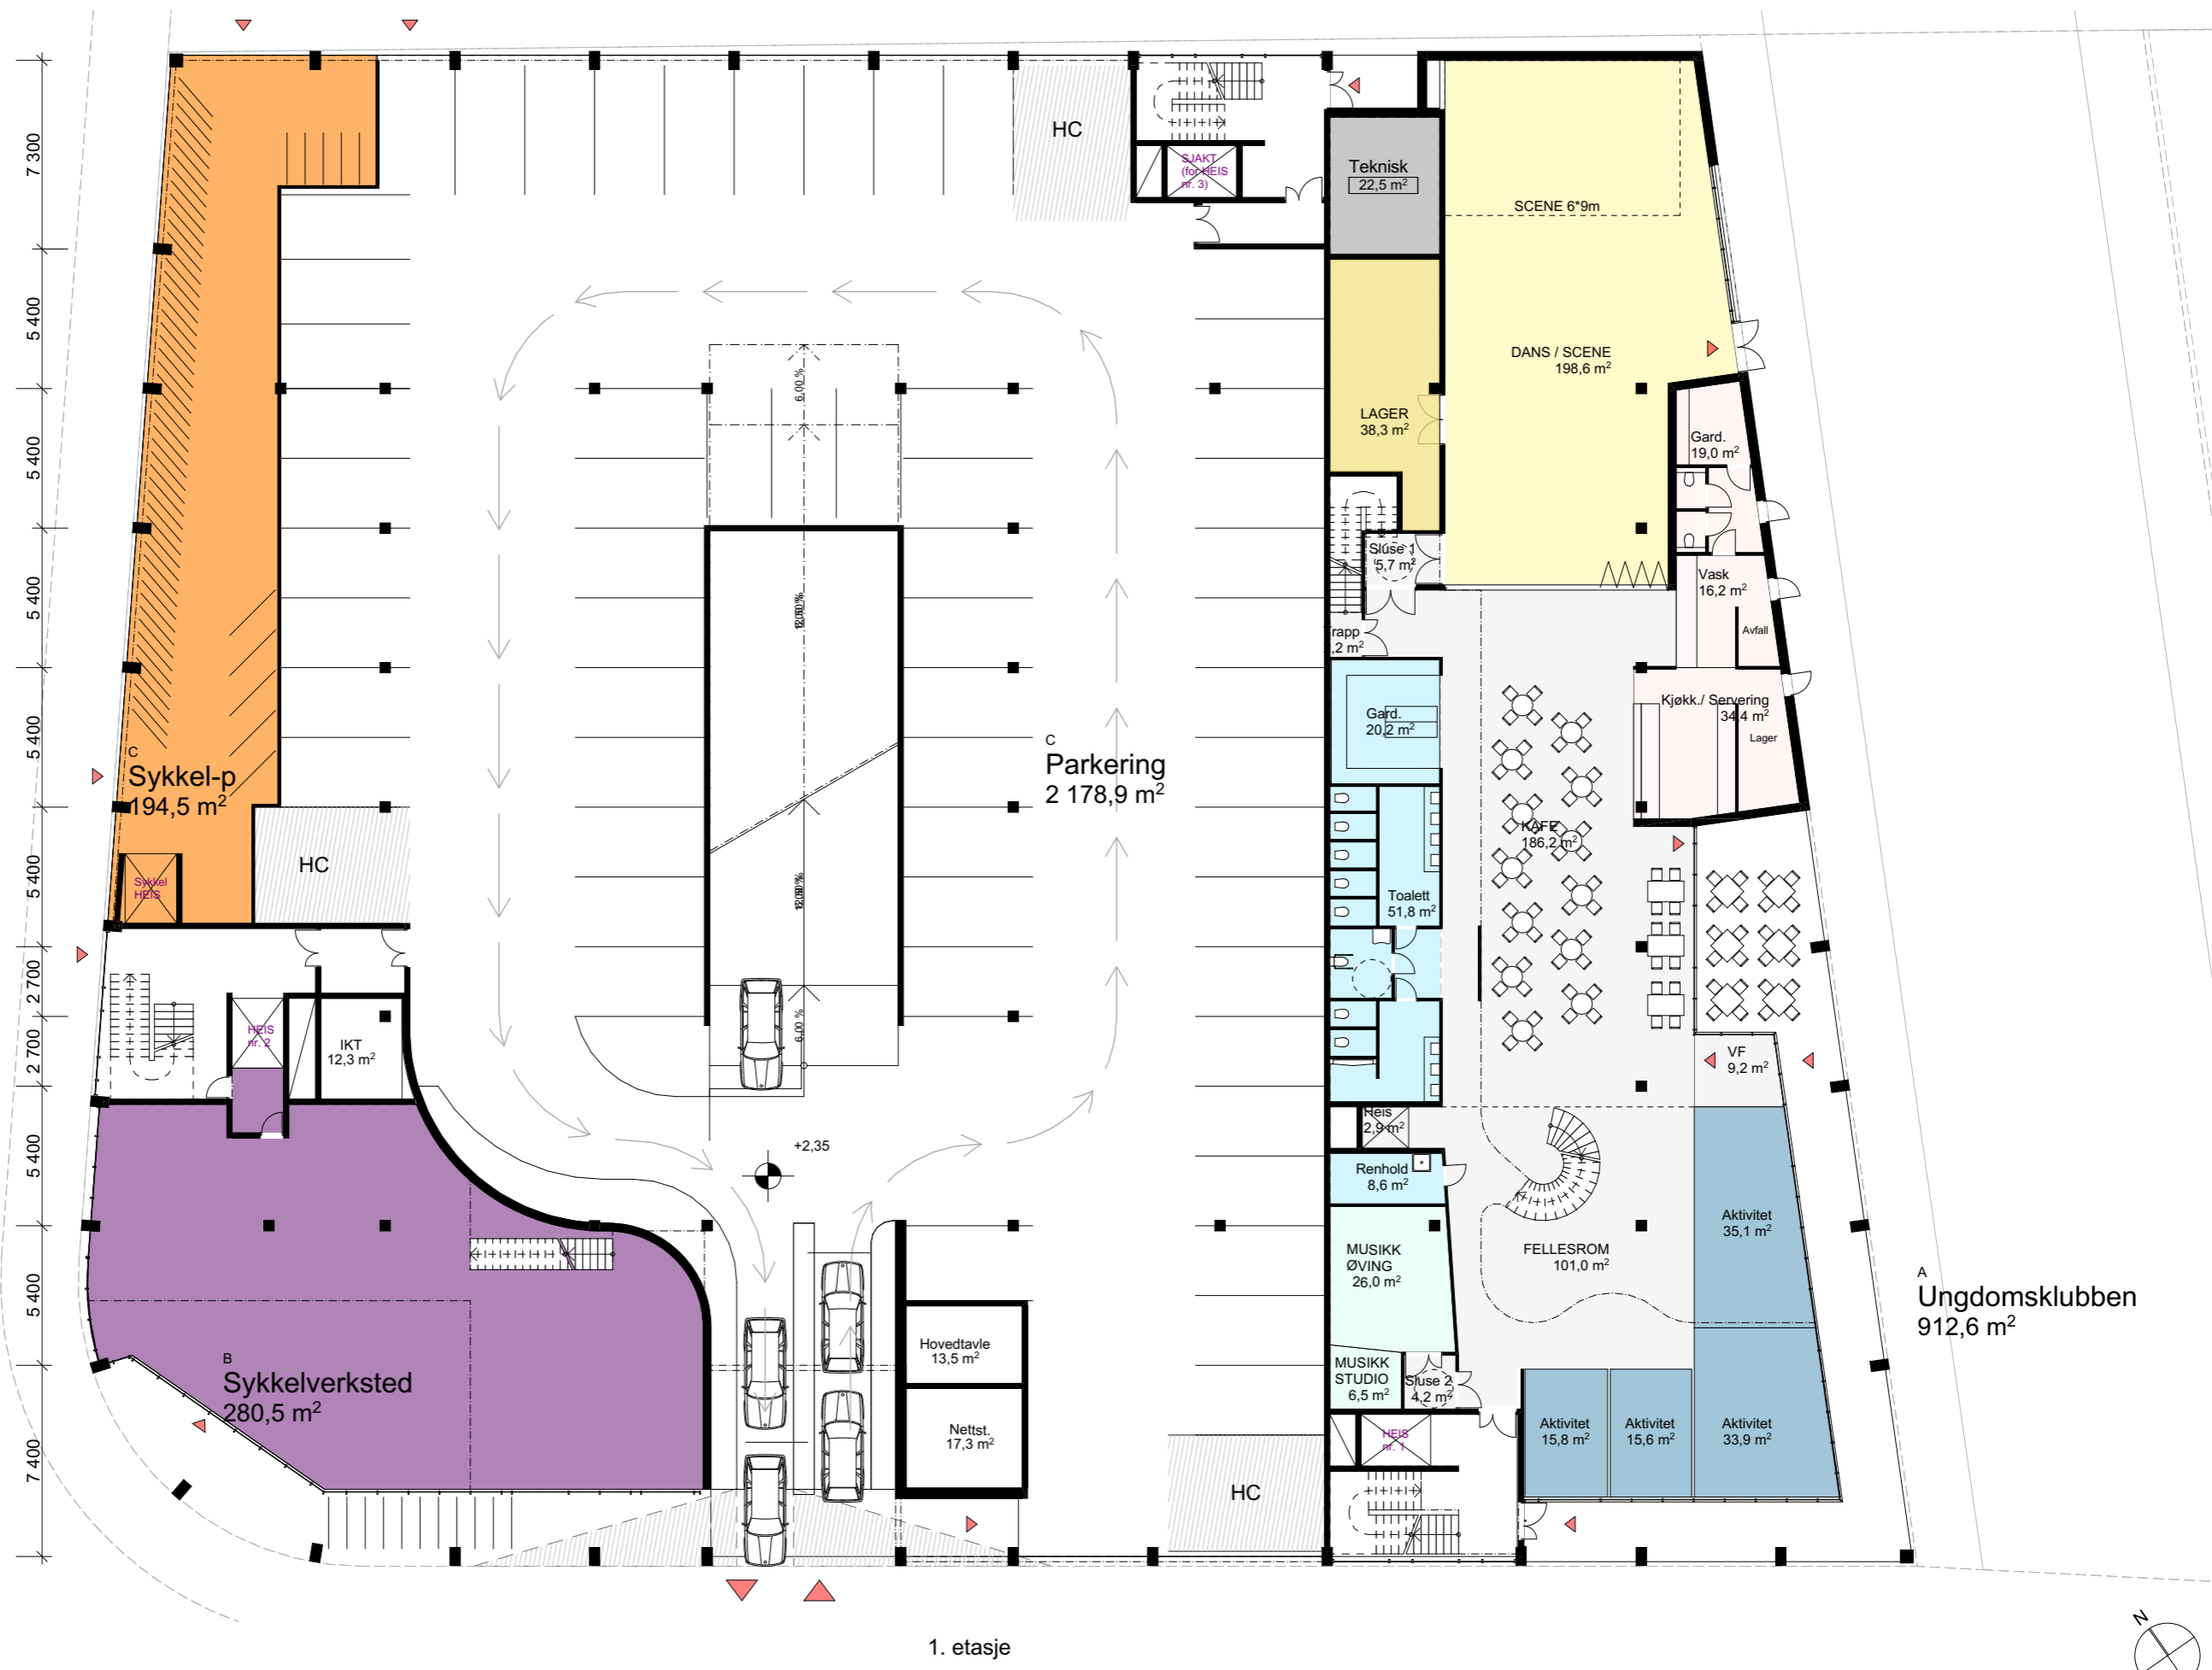 HC
7 300
SJAKT
(for HEIS
nr. 3)
Teknisk
22,5 m²
SCENE 6*9m
5 400
DANS / SCENE
198,6 m²
6,00 %
LAGER
38,3 m²
5 400
Gard.
19,0 m²
Sluse 1
5,7 m²
Vask
16,2 m²
5 400
Avfall
Trapp
,2 m²
Kjøkk./ Servering
34,4 m²
Lager
Gard.
20,2 m²
5 400
C
Sykkel-p
194,5 m²
C
Parkering
2 178,9 m²
KAFE
186,2 m²
5 400
HC
Sykkel
HEIS
Toalett
51,8 m²
2 700
HEIS
nr. 2
IKT
12,3 m²
6,00 %
2 700
VF
9,2 m²
Heis
2,9 m²
+2,35
5 400
Renhold
8,6 m²
Aktivitet
35,1 m²
MUSIKK
ØVING
26,0 m²
FELLESROM
101,0 m²
5 400
A
Ungdomsklubben
912,6 m²
Hovedtavle
13,5 m²
B
Sykkelverksted
280,5 m²
MUSIKK
STUDIO
6,5 m²
Sluse 2
4,2 m²
Nettst.
17,3 m²
HEIS
nr. 1
Aktivitet
15,8 m²
Aktivitet
15,6 m²
Aktivitet
33,9 m²
7 400
HC
N
1. etasje